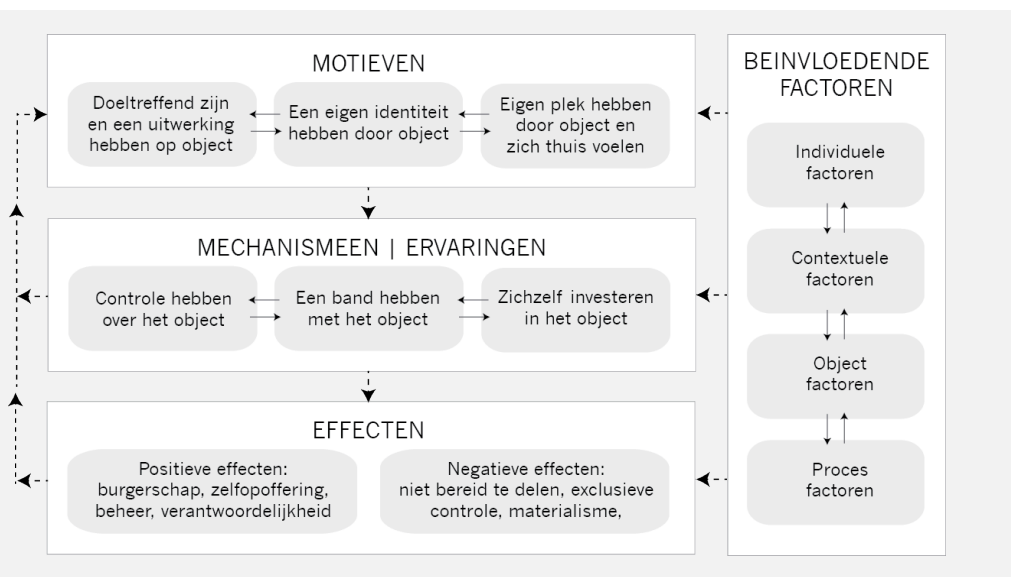 MOTIEVEN
Doeltreffend zijn
en een uitwerking
hebben op object
Een eigen identiteit
hebben door object
Eigen plek hebben
door object en
zich thuis voelen
MECHANISMEEN | ERVARINGEN
Controle hebben
over het object
Een band hebben
met het object
Zichzelf investeren
in het object
EFFECTEN
Positieve effecten:
burgerschap, zelfopoffering,
beheer, verantwoordelijkheid
Negatieve effecten:
niet bereid te delen, exclusieve
controle, materialisme,
BEINVLOEDENDE
FACTOREN
Individuele
factoren
Contextuele
factoren
Object
factoren
Proces
factoren